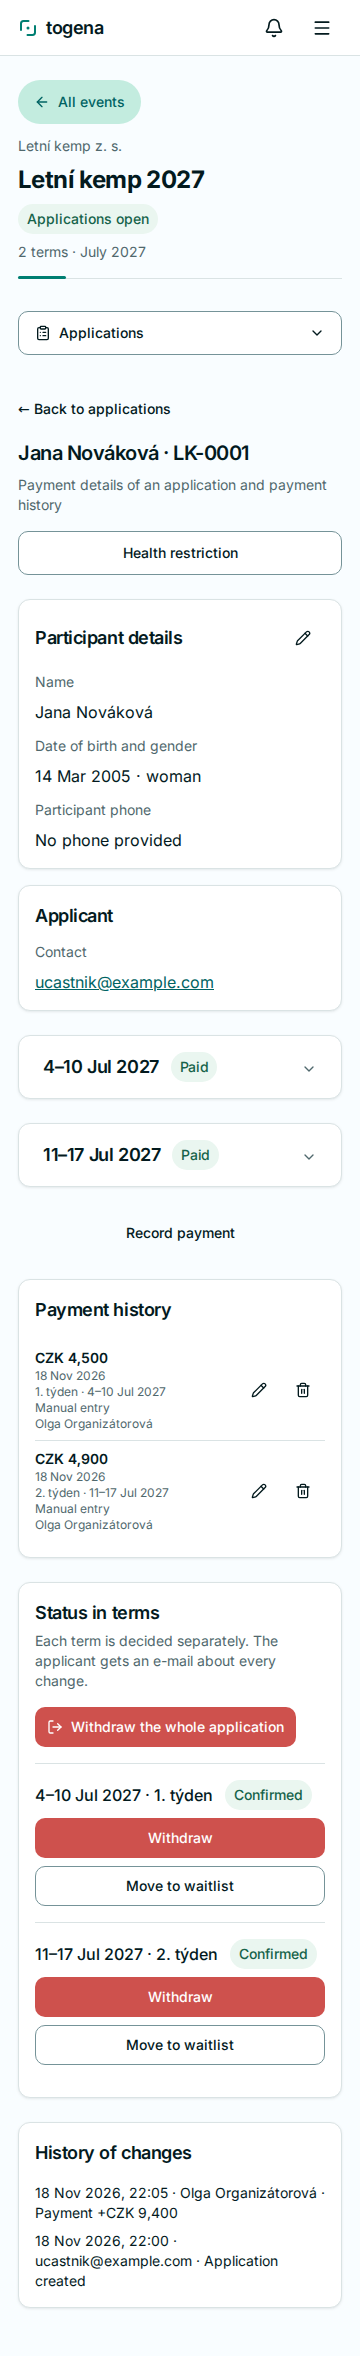 togena
← All events
Letní kemp z. s.
Letní kemp 2027
Applications open
2 terms · July 2027
Applications
← Back to applications
Jana Nováková · LK-0001
Payment details of an application and payment
history
Health restriction
Participant details
Name
Jana Nováková
Date of birth and gender
14 Mar 2005 · woman
Participant phone
No phone provided
Applicant
Contact
ucastnik@example.com
4–10 Jul 2027 Paid
11–17 Jul 2027 Paid
Record payment
Payment history
CZK 4,500
18 Nov 2026
1. týden · 4–10 Jul 2027
Manual entry
Olga Organizátorová
CZK 4,900
18 Nov 2026
2. týden · 11–17 Jul 2027
Manual entry
Olga Organizátorová
Status in terms
Each term is decided separately. The
applicant gets an e-mail about every
change.
Withdraw the whole application
4–10 Jul 2027 · 1. týden Confirmed
Withdraw
Move to waitlist
11–17 Jul 2027 · 2. týden Confirmed
Withdraw
Move to waitlist
History of changes
18 Nov 2026, 22:05 · Olga Organizátorová ·
Payment +CZK 9,400
18 Nov 2026, 22:00 ·
ucastnik@example.com · Application
created